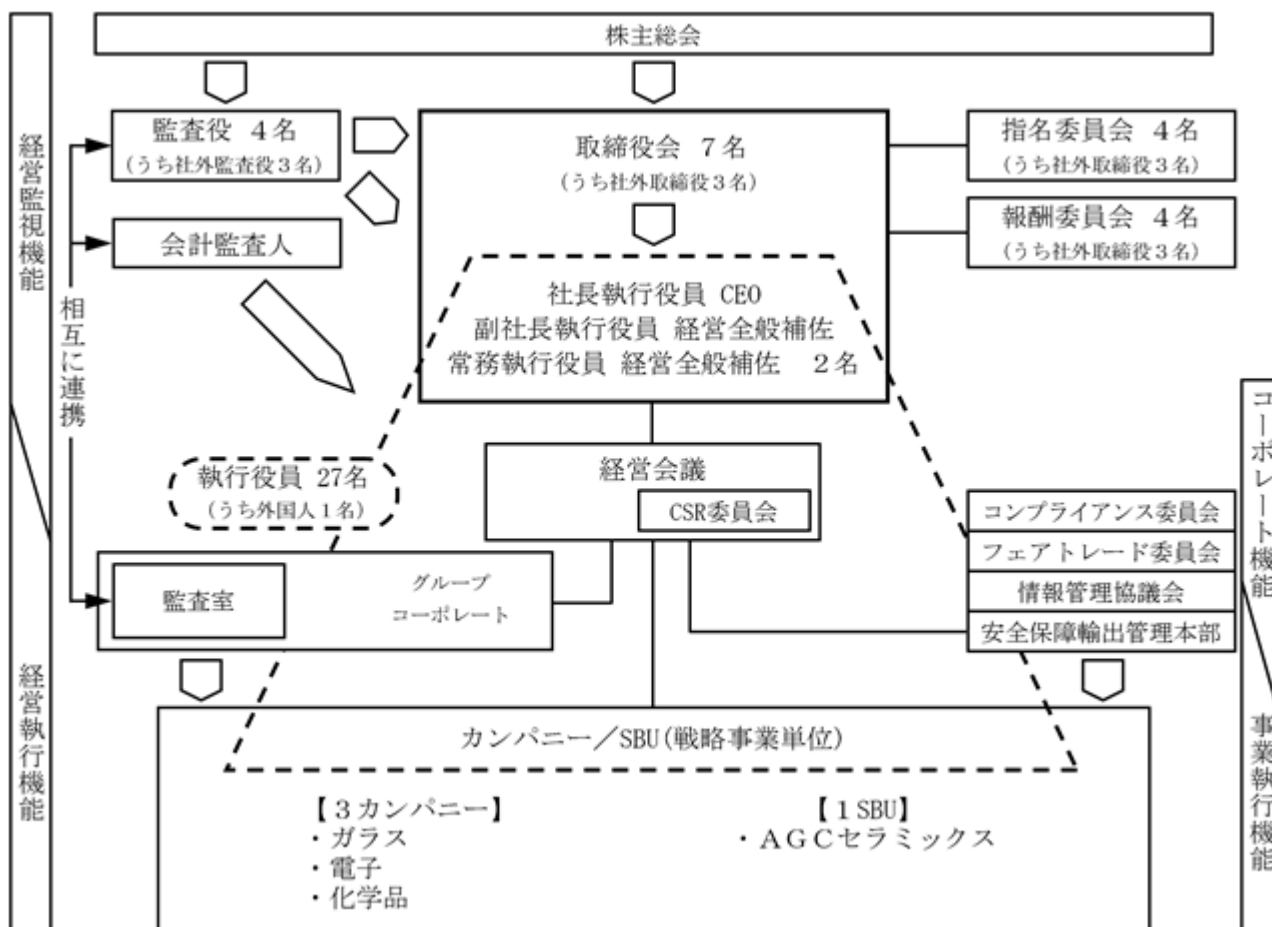 株主総会
経営監視機能
経営執行機能
相互に連携
監査役 4名
(うち社外監査役3名)
会計監査人
取締役会 7名
(うち社外取締役3名)
指名委員会 4名
(うち社外取締役3名)
報酬委員会 4名
(うち社外取締役3名)
社長執行役員 CEO
副社長執行役員 経営全般補佐
常務執行役員 経営全般補佐 2名
執行役員 27名
(うち外国人1名)
経営会議
CSR委員会
監査室
グループ
コーポレート
コンプライアンス委員会
フェアトレード委員会
情報管理協議会
安全保障輸出管理本部
コーポレート機能
事業執行機能
カンパニー/SBU(戦略事業単位)
【3カンパニー】
・ガラス
・電子
・化学品
【1SBU】
・AGCセラミックス